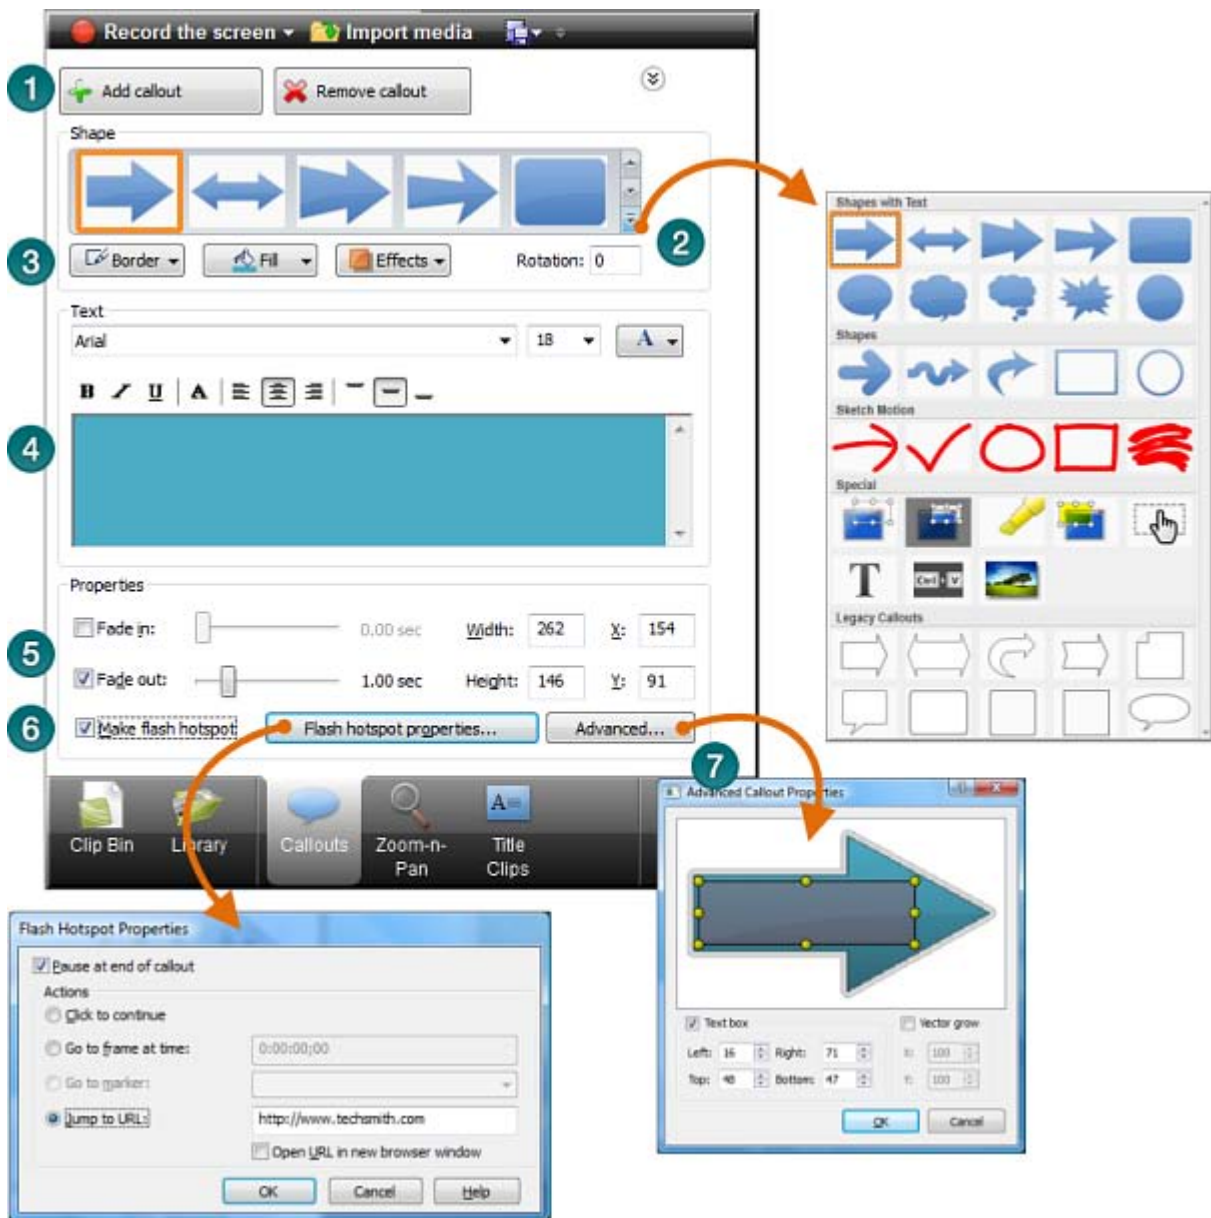 Record the screen Import media
1 Add callout Remove callout
Shape
2
3 Border Fill Effects Rotation: 0
Text
Arial 18 A
B I U A
4
Properties
Fade in: 0.00 sec Width: 262 X: 154
5
Fade out: 1.00 sec Height: 146 Y: 91
6 Make flash hotspot Flash hotspot properties... Advanced...
7
Clip Bin Library Callouts Zoom-n-Pan Title Clips
A
Shapes with Text
Shapes
Sketch Motion
Special
T Ctrl + V
Legacy Callouts
Flash Hotspot Properties
Pause at end of callout
Actions
Click to continue
Go to frame at time: 0:00:00;00
Go to marker:
Jump to URL: http://www.techsmith.com
Open URL in new browser window
OK Cancel Help
Advanced Callout Properties
Text box Vector grow
Left: 16 Right: 71 X: 100
Top: 48 Bottom: 47 Y: 100
OK Cancel